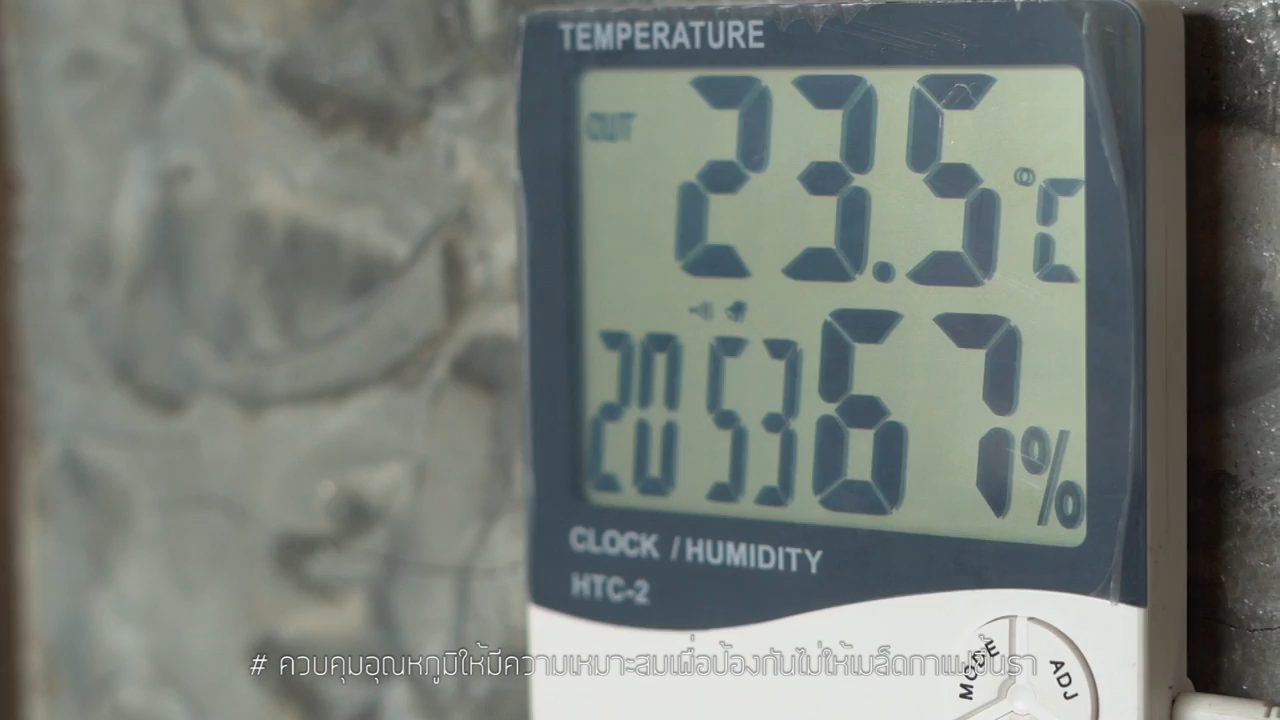 TEMPERATURE
OUT
23.5 °C
20 53 67 %
CLOCK / HUMIDITY
HTC-2
MODE
ADJ
# ควบคุมอุณหภูมิให้มีความเหมาะสมเพื่อป้องกันไม่ให้เมล็ดกาแฟขึ้นรา